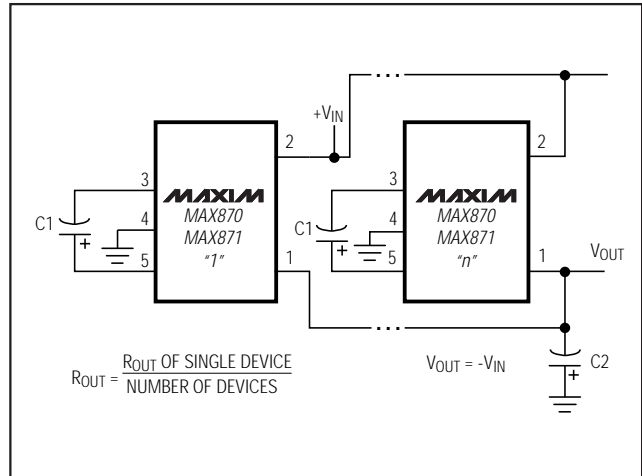 +VIN
2
2
3
MAXIM
MAX870
MAX871
"1"
3
MAXIM
MAX870
MAX871
"n"
C1
4
+
5
1
C1
4
+
5
1
VOUT
ROUT = ROUT OF SINGLE DEVICE
NUMBER OF DEVICES
VOUT = -VIN
+
C2